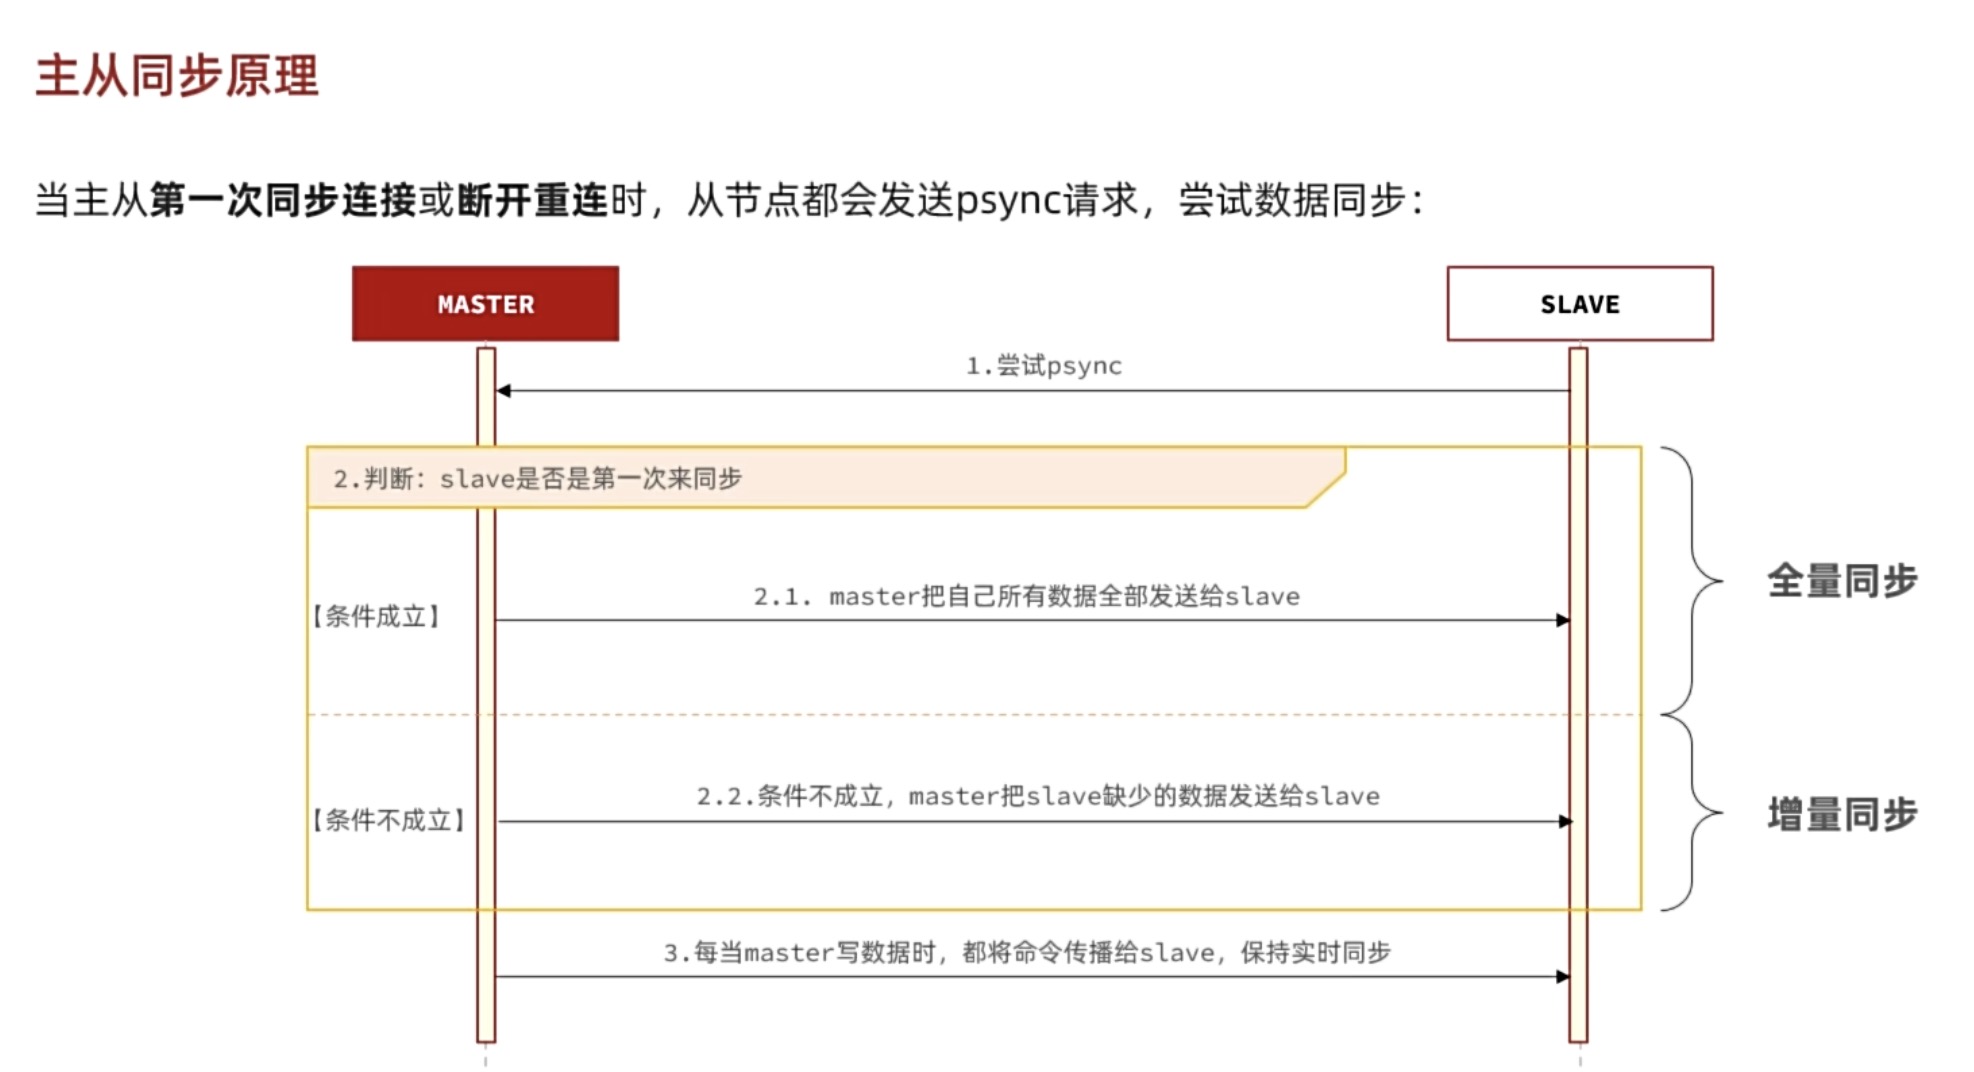 主从同步原理
当主从第一次同步连接或断开重连时，从节点都会发送psync请求，尝试数据同步：
MASTER
SLAVE
1.尝试psync
2.判断：slave是否是第一次来同步
2.1. master把自己所有数据全部发送给slave
【条件成立】
全量同步
2.2.条件不成立，master把slave缺少的数据发送给slave
【条件不成立】
增量同步
3.每当master写数据时，都将命令传播给slave，保持实时同步